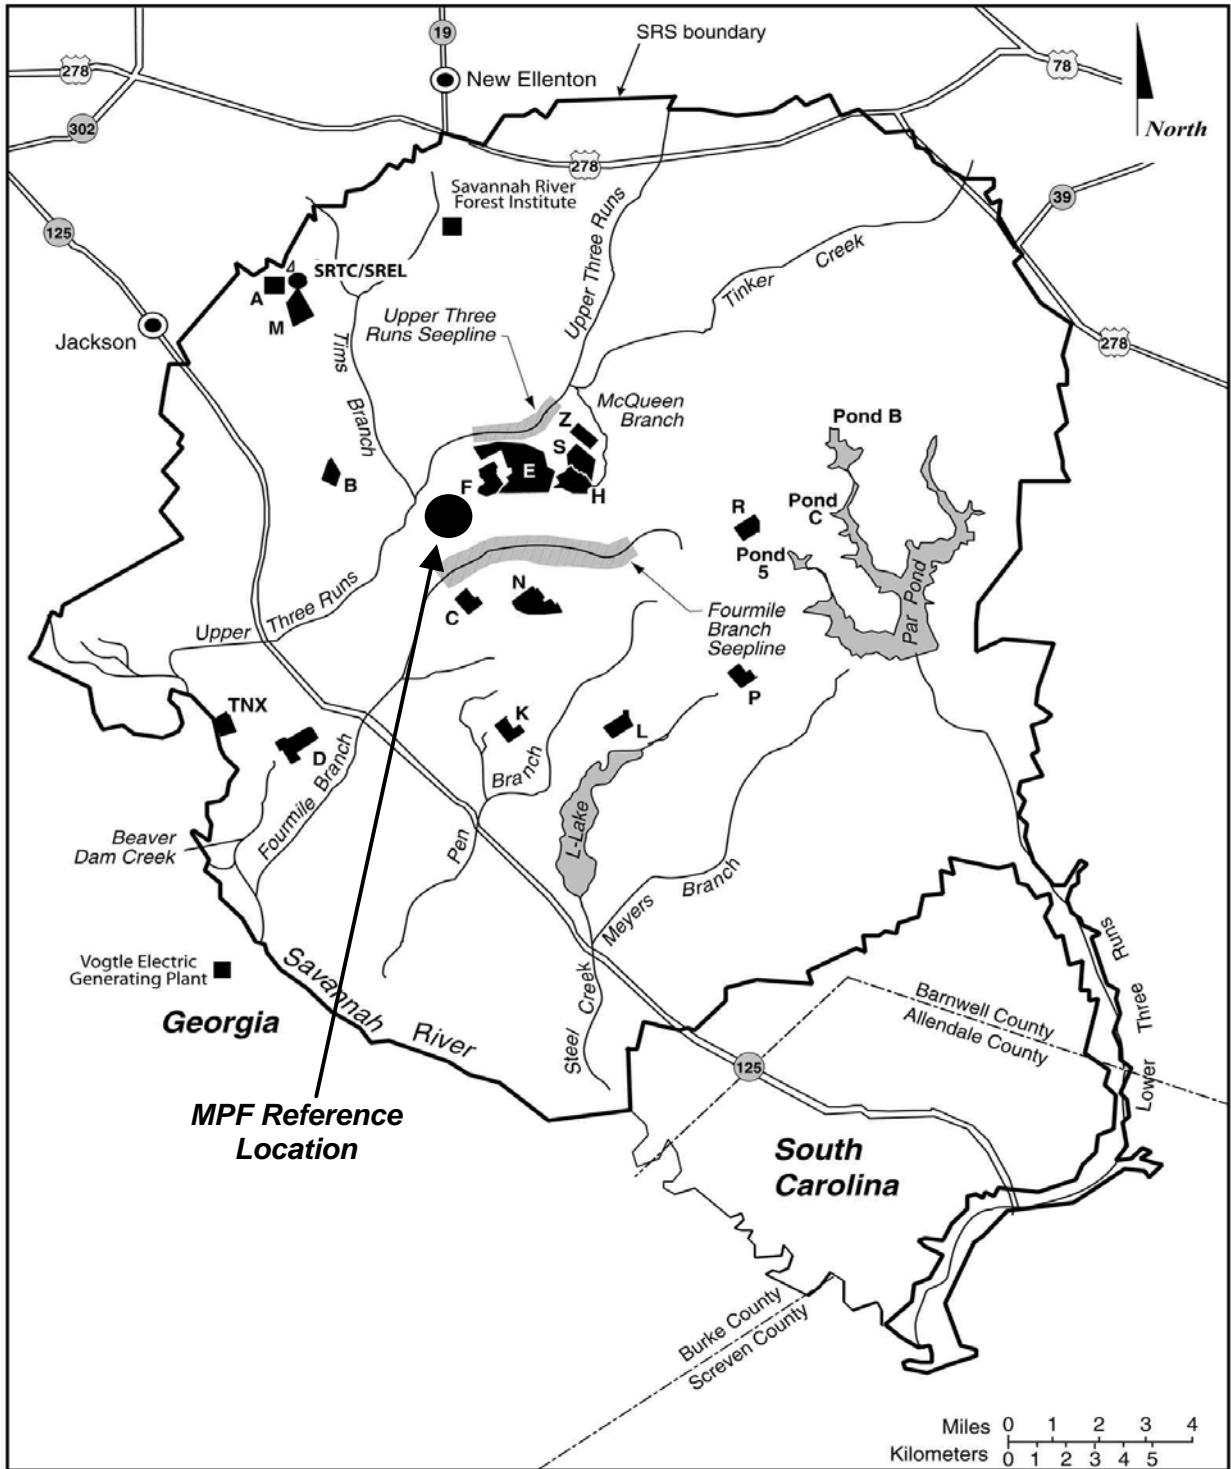 19
SRS boundary
278
New Ellenton
78
302
North
278
Savannah River
Forest Institute
39
125
Upper Three Runs
Tinker Creek
SRTC/SREL
A
M
Upper Three
Runs Seepline
Jackson
278
Tims Branch
McQueen
Branch
Z
Pond B
S
E
B
F
H
R
Pond
C
Pond
5
Par Pond
N
C
Fourmile
Branch
Seepline
Upper Three Runs
P
TNX
K
L
D
Branch
Fourmile Branch
L-Lake
Beaver
Dam Creek
Pen
Branch
Meyers
Vogtle Electric
Generating Plant
Savannah River
Georgia
Steel Creek
Barnwell County
Allendale County
Lower Three Runs
125
MPF Reference
Location
South
Carolina
Burke County
Screven County
Miles 0 1 2 3 4
Kilometers 0 1 2 3 4 5